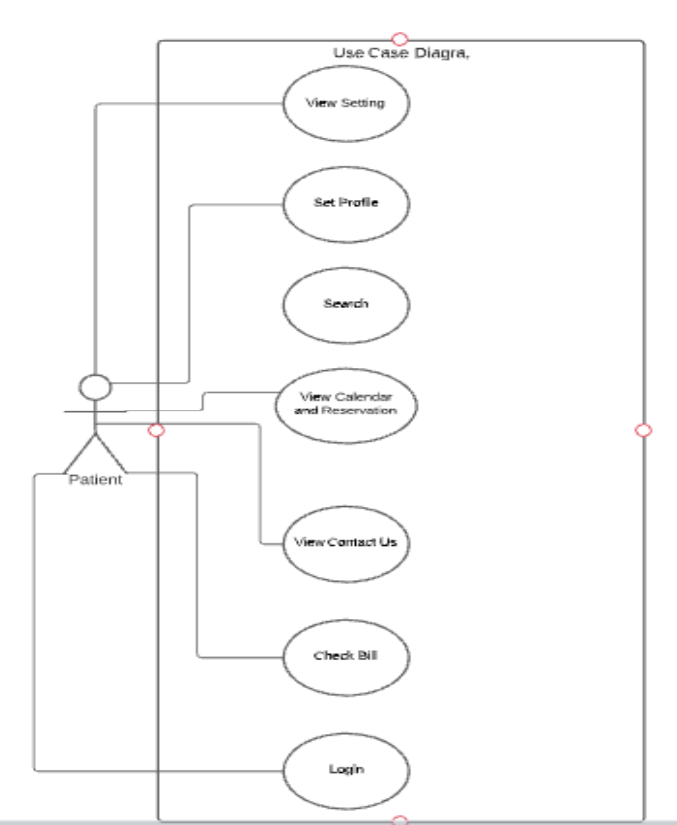 Use Case Diagra,
View Setting
Set Profile
Search
View Calendar
and Reservation
Patient
View Contact Us
Check Bill
Login